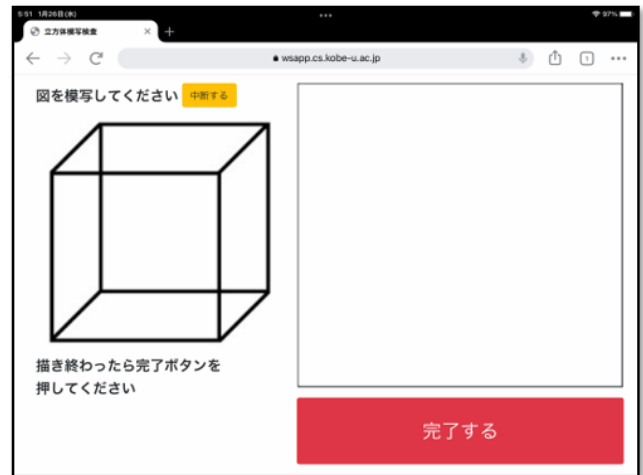 5:51 1月26日(水)
97%
立方体模写検査
wsapp.cs.kobe-u.ac.jp
1
図を模写してください 中断する
描き終わったら完了ボタンを
押してください
完了する